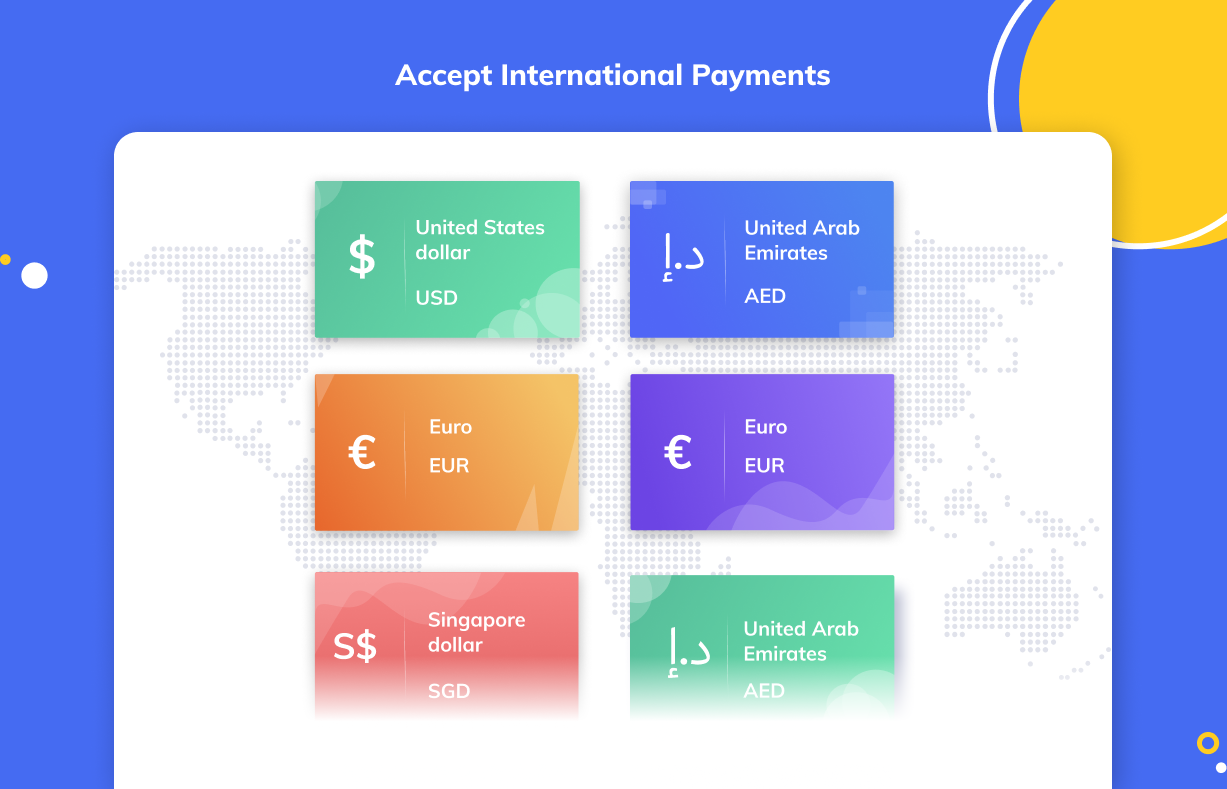 Accept International Payments
$
United States
dollar
USD
د.إ
United Arab
Emirates
AED
€
Euro
EUR
€
Euro
EUR
S$
Singapore
dollar
SGD
د.إ
United Arab
Emirates
AED